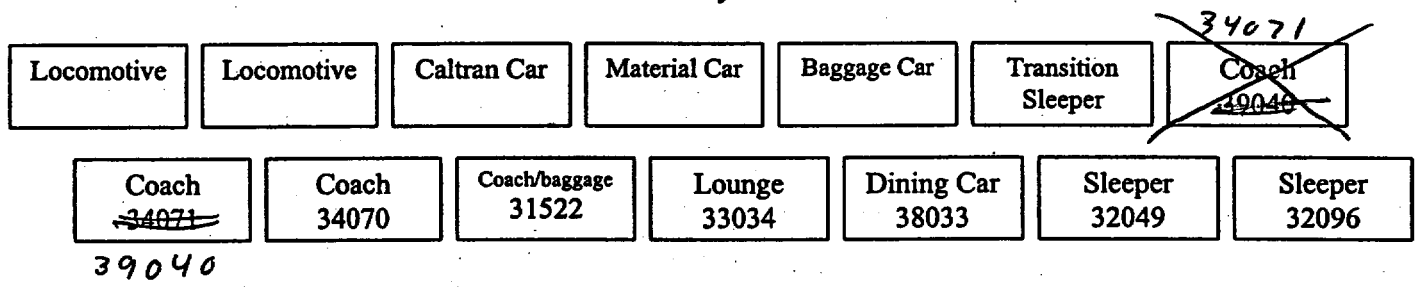 34071
Locomotive Locomotive Caltran Car Material Car Baggage Car Transition Sleeper Coach 39040
Coach 34071 Coach 34070 Coach/baggage 31522 Lounge 33034 Dining Car 38033 Sleeper 32049 Sleeper 32096
39040